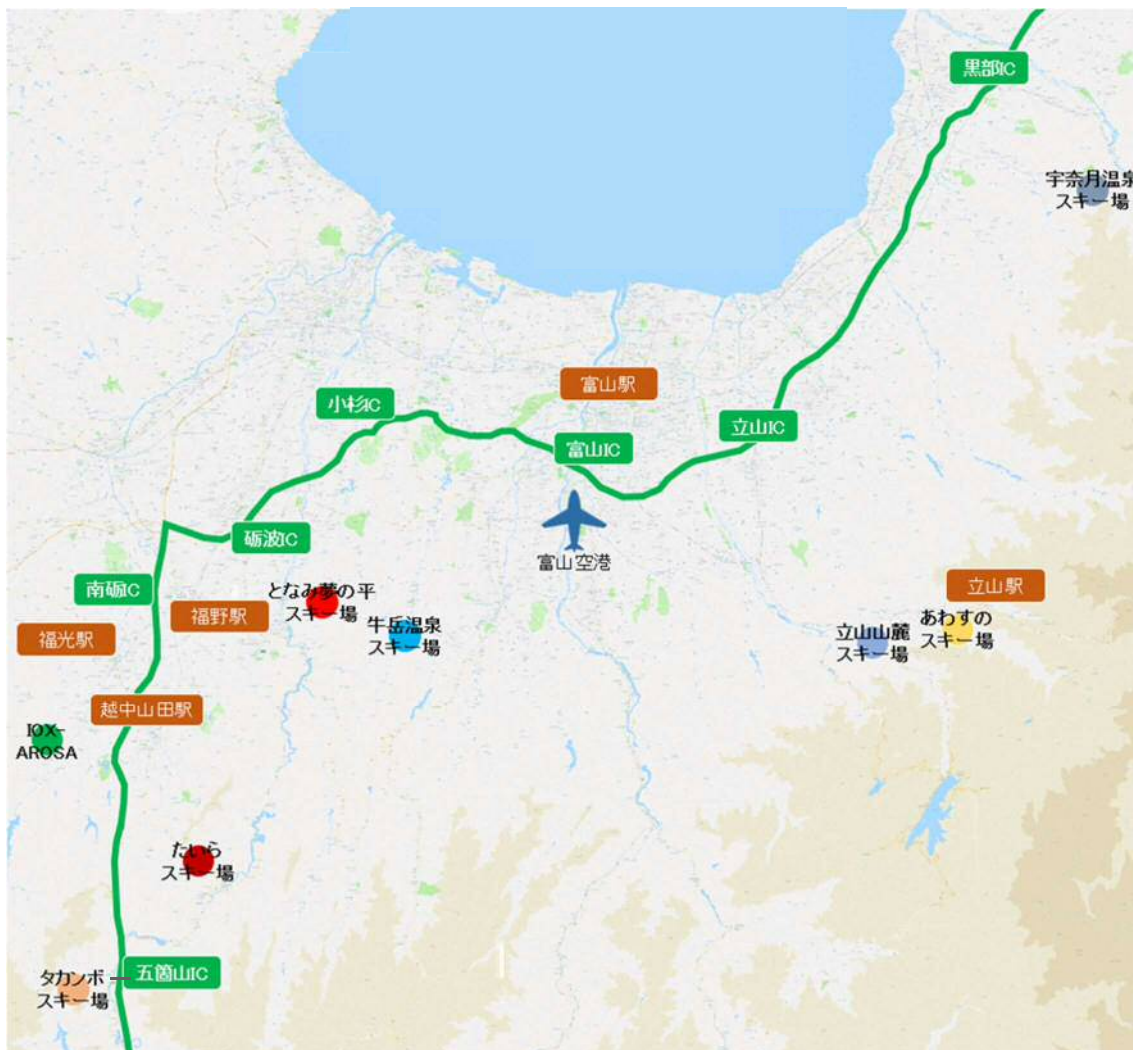 黒部IC
宇奈月温泉
スキー場
富山駅
小杉IC
立山IC
富山IC
砺波IC
富山空港
南砺IC
となみ夢の平
スキー場
福野駅
立山駅
福光駅
牛岳温泉
スキー場
立山山麓
スキー場
あわすの
スキー場
越中山田駅
IOX-
AROSA
たいら
スキー場
五箇山IC
タカンボ
スキー場